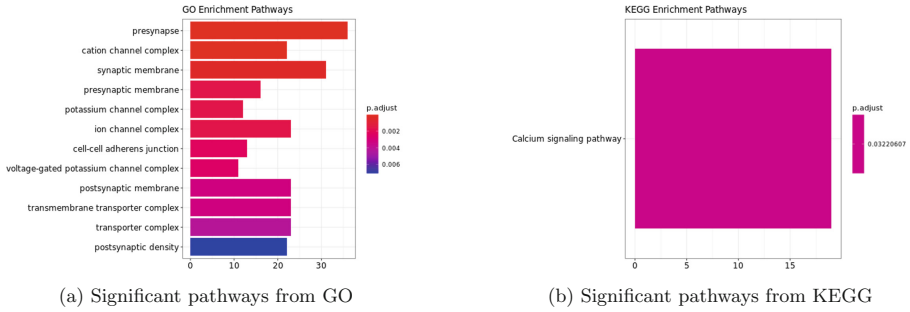 GO Enrichment Pathways
presynapse
cation channel complex
synaptic membrane
presynaptic membrane
potassium channel complex
ion channel complex
cell-cell adherens junction
voltage-gated potassium channel complex
postsynaptic membrane
transmembrane transporter complex
transporter complex
postsynaptic density
0 10 20 30
p.adjust
0.002
0.004
0.006
(a) Significant pathways from GO
KEGG Enrichment Pathways
Calcium signaling pathway
0 5 10 15
p.adjust
0.03220607
(b) Significant pathways from KEGG